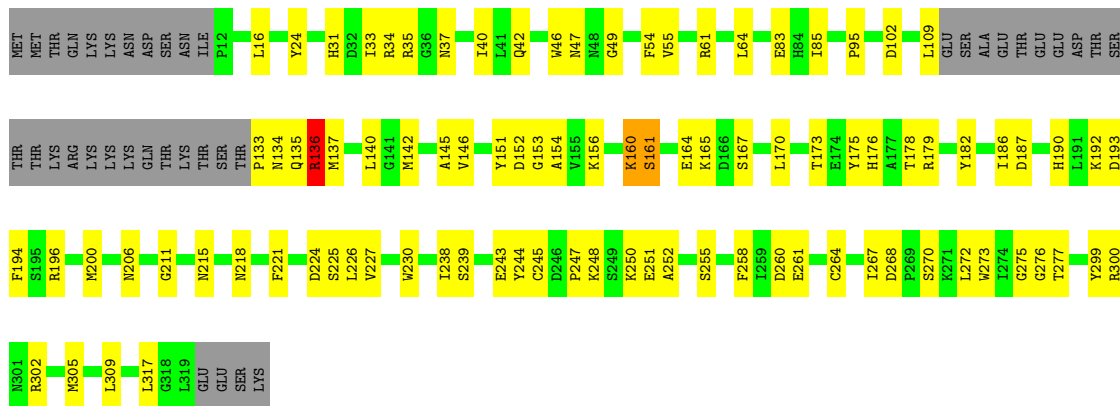 MET MET THR GLN LYS LYS ASN ASP SER ASN ILE P12 L16 Y24 H31 D32 I33 R34 R35 G36 N37 I40 L41 Q42 W46 N47 N48 G49 F54 V55 R61 L64 E83 H84 I85 P95 D102 L109 GLU SER ALA GLU THR GLU GLU ASP THR SER
THR THR LYS ARG LYS LYS LYS GLN THR LYS THR SER THR P133 N134 Q135 R136 M137 L140 G141 M142 A145 V146 Y151 D152 G153 A154 V155 K156 K160 S161 E164 K165 D166 S167 L170 T173 E174 Y175 H176 A177 T178 R179 Y182 I186 D187 H190 L191 K192 D193
F194 S195 R196 M200 N206 G211 N215 N218 F221 D224 S225 L226 V227 W230 I238 S239 E243 Y244 C245 D246 P247 K248 S249 K250 E251 A252 S255 F258 I259 D260 E261 C264 I267 D268 P269 S270 K271 L272 W273 I274 G275 G276 T277 Y299 R300
N301 R302 M305 L309 L317 G318 L319 GLU GLU SER LYS